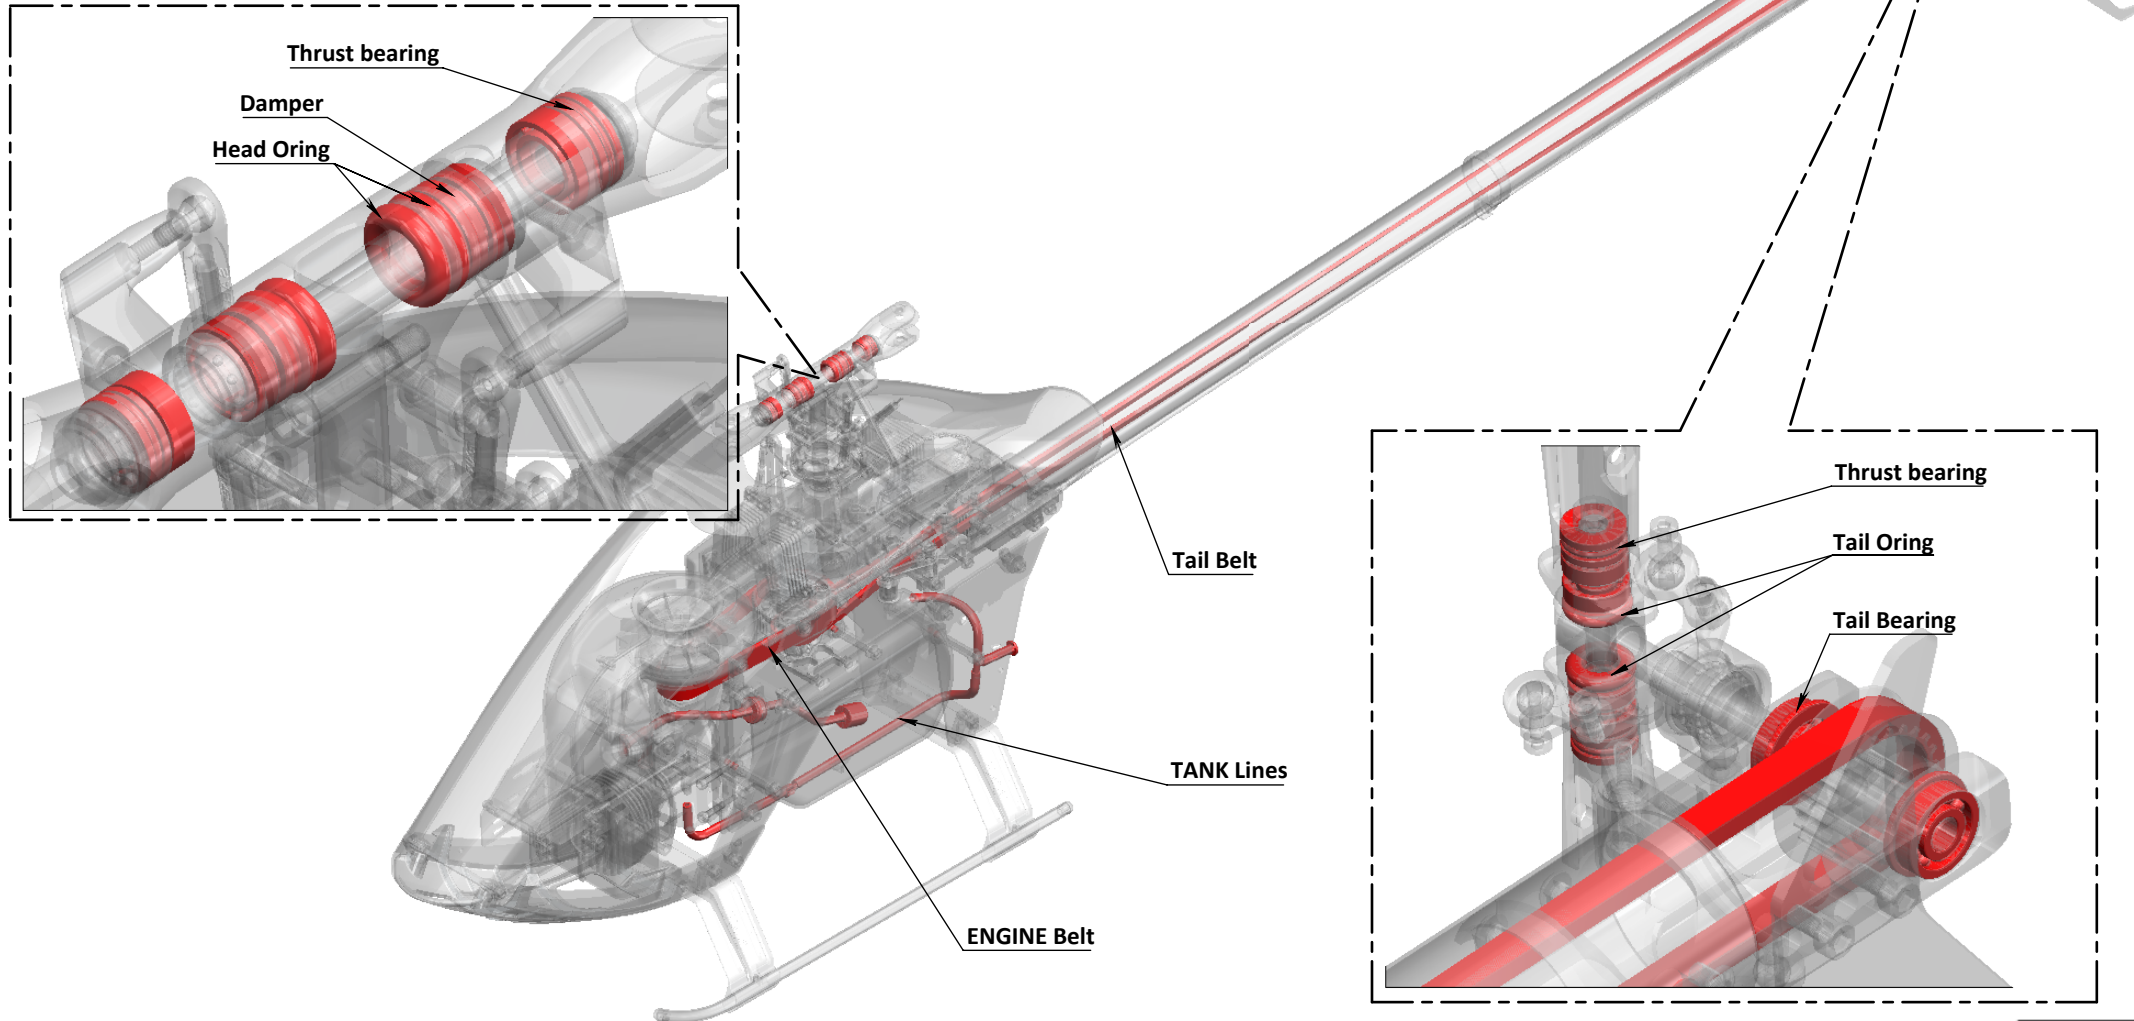 Thrust bearing
Damper
Head Oring
Tail Belt
TANK Lines
ENGINE Belt
Thrust bearing
Tail Oring
Tail Bearing